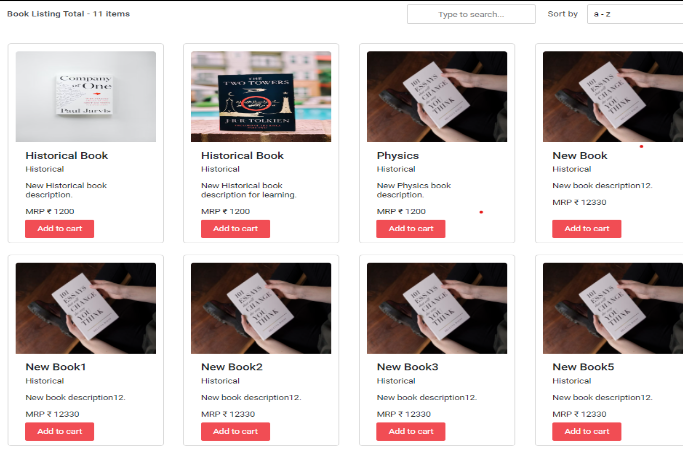 Book Listing Total - 11 items
Type to search...
Sort by
a - z
Company
of One
Paul Jarvis
THE
TWO TOWERS
J R R TOLKIEN
101
ESSAYS
CHANGE
YOU
THINK
Historical Book
Historical
New Historical book
description.
MRP ₹ 1200
Add to cart
Historical Book
Historical
New Historical book
description for learning.
MRP ₹ 1200
Add to cart
Physics
Historical
New Physics book
description.
MRP ₹ 1200
Add to cart
New Book
Historical
New book description12.
MRP ₹ 12330
Add to cart
New Book1
Historical
New book description12.
MRP ₹ 12330
Add to cart
New Book2
Historical
New book description12.
MRP ₹ 12330
Add to cart
New Book3
Historical
New book description12.
MRP ₹ 12330
Add to cart
New Book5
Historical
New book description12.
MRP ₹ 12330
Add to cart